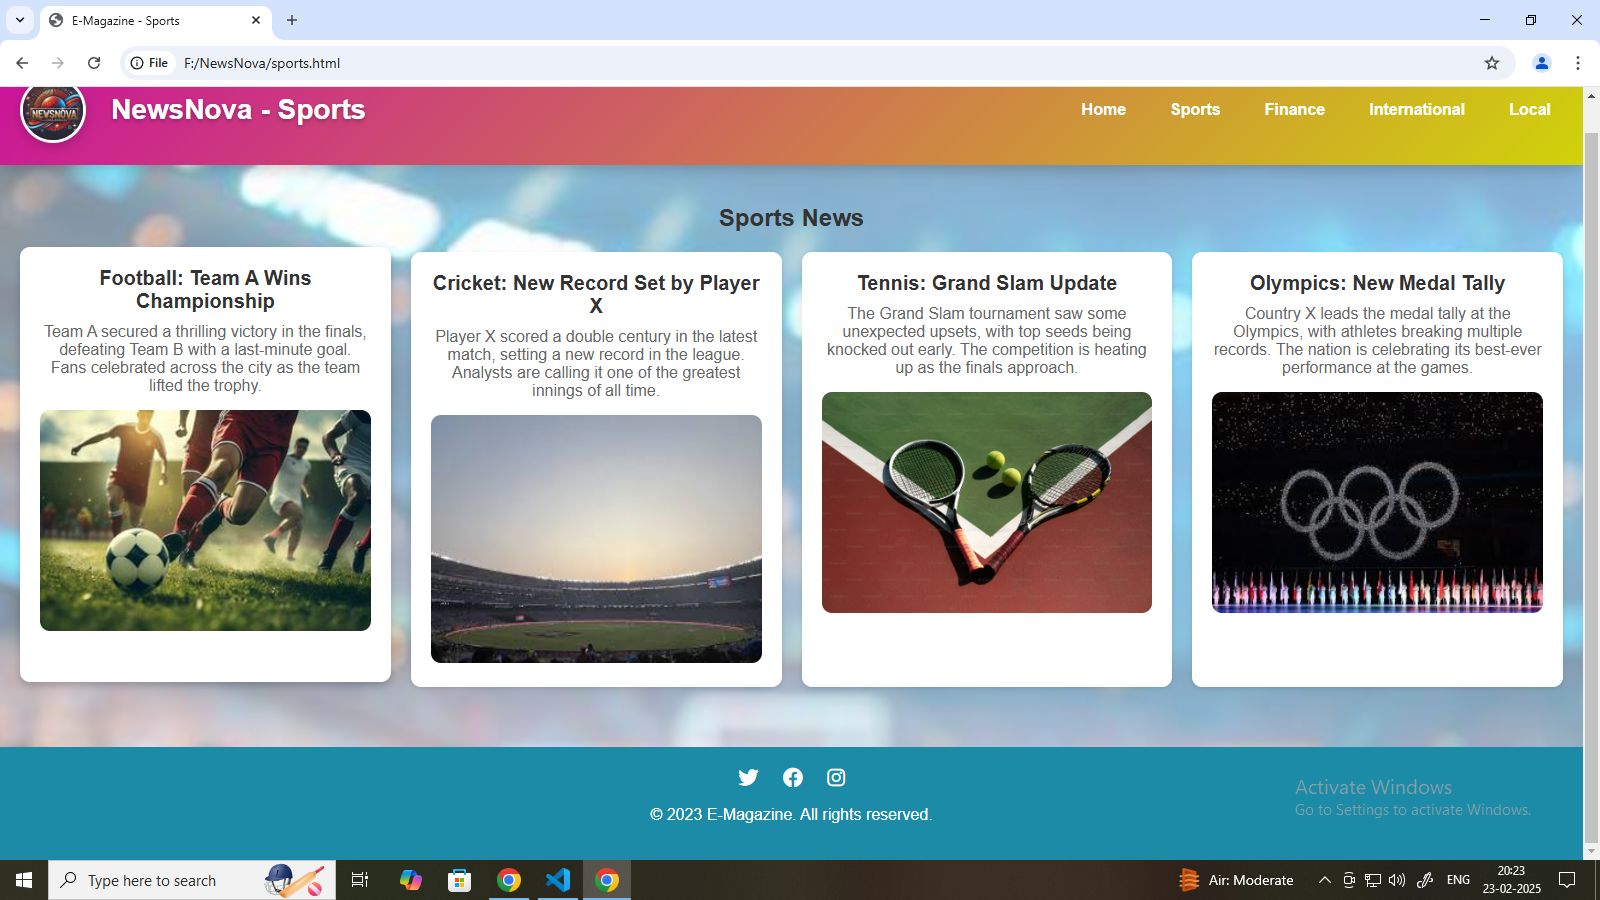 E-Magazine - Sports
File
F:/NewsNova/sports.html
NEWSNOVA
NewsNova - Sports
Home
Sports
Finance
International
Local
Sports News
Football: Team A Wins
Championship
Team A secured a thrilling victory in the finals,
defeating Team B with a last-minute goal.
Fans celebrated across the city as the team
lifted the trophy.
Cricket: New Record Set by Player
X
Player X scored a double century in the latest
match, setting a new record in the league.
Analysts are calling it one of the greatest
innings of all time.
Tennis: Grand Slam Update
The Grand Slam tournament saw some
unexpected upsets, with top seeds being
knocked out early. The competition is heating
up as the finals approach.
Olympics: New Medal Tally
Country X leads the medal tally at the
Olympics, with athletes breaking multiple
records. The nation is celebrating its best-ever
performance at the games.
© 2023 E-Magazine. All rights reserved.
Activate Windows
Go to Settings to activate Windows.
Type here to search
Air: Moderate
ENG
20:23
23-02-2025